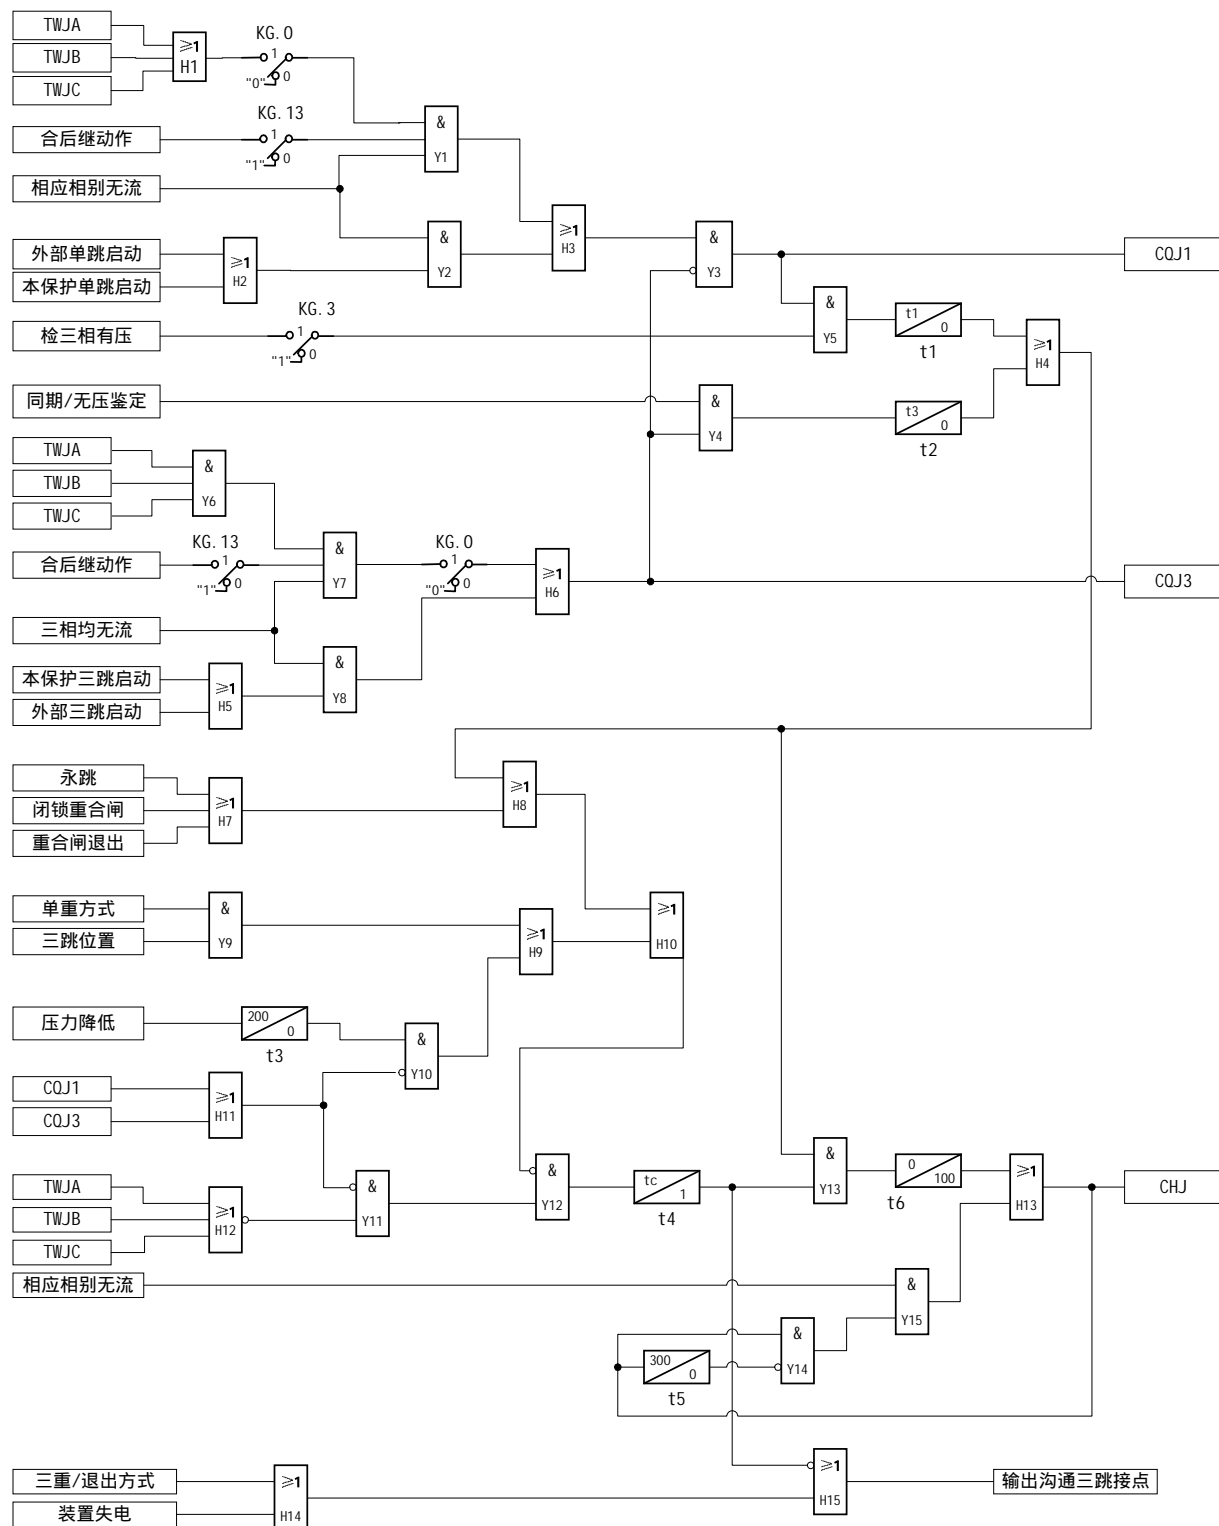 TWJA
TWJB
TWJC
≥1
H1
KG.0
1
"0"
0
合后继动作
KG.13
1
"1"
0
&
Y1
相应相别无流
≥1
H3
外部单跳启动
本保护单跳启动
≥1
H2
&
Y2
&
Y3
CQJ1
检三相有压
KG.3
1
"1"
0
&
Y5
t1
0
t1
≥1
H4
同期/无压鉴定
&
Y4
t3
0
t2
TWJA
TWJB
TWJC
&
Y6
合后继动作
KG.13
1
"1"
0
&
Y7
KG.0
1
"0"
0
≥1
H6
CQJ3
三相均无流
本保护三跳启动
外部三跳启动
≥1
H5
&
Y8
永跳
闭锁重合闸
重合闸退出
≥1
H7
≥1
H8
单重方式
三跳位置
&
Y9
≥1
H9
≥1
H10
压力降低
200
0
t3
&
Y10
CQJ1
CQJ3
≥1
H11
TWJA
TWJB
TWJC
≥1
H12
&
Y11
&
Y12
tc
1
t4
&
Y13
0
100
t6
≥1
H13
CHJ
相应相别无流
&
Y15
&
Y14
300
0
t5
三重/退出方式
装置失电
≥1
H14
≥1
H15
输出沟通三跳接点